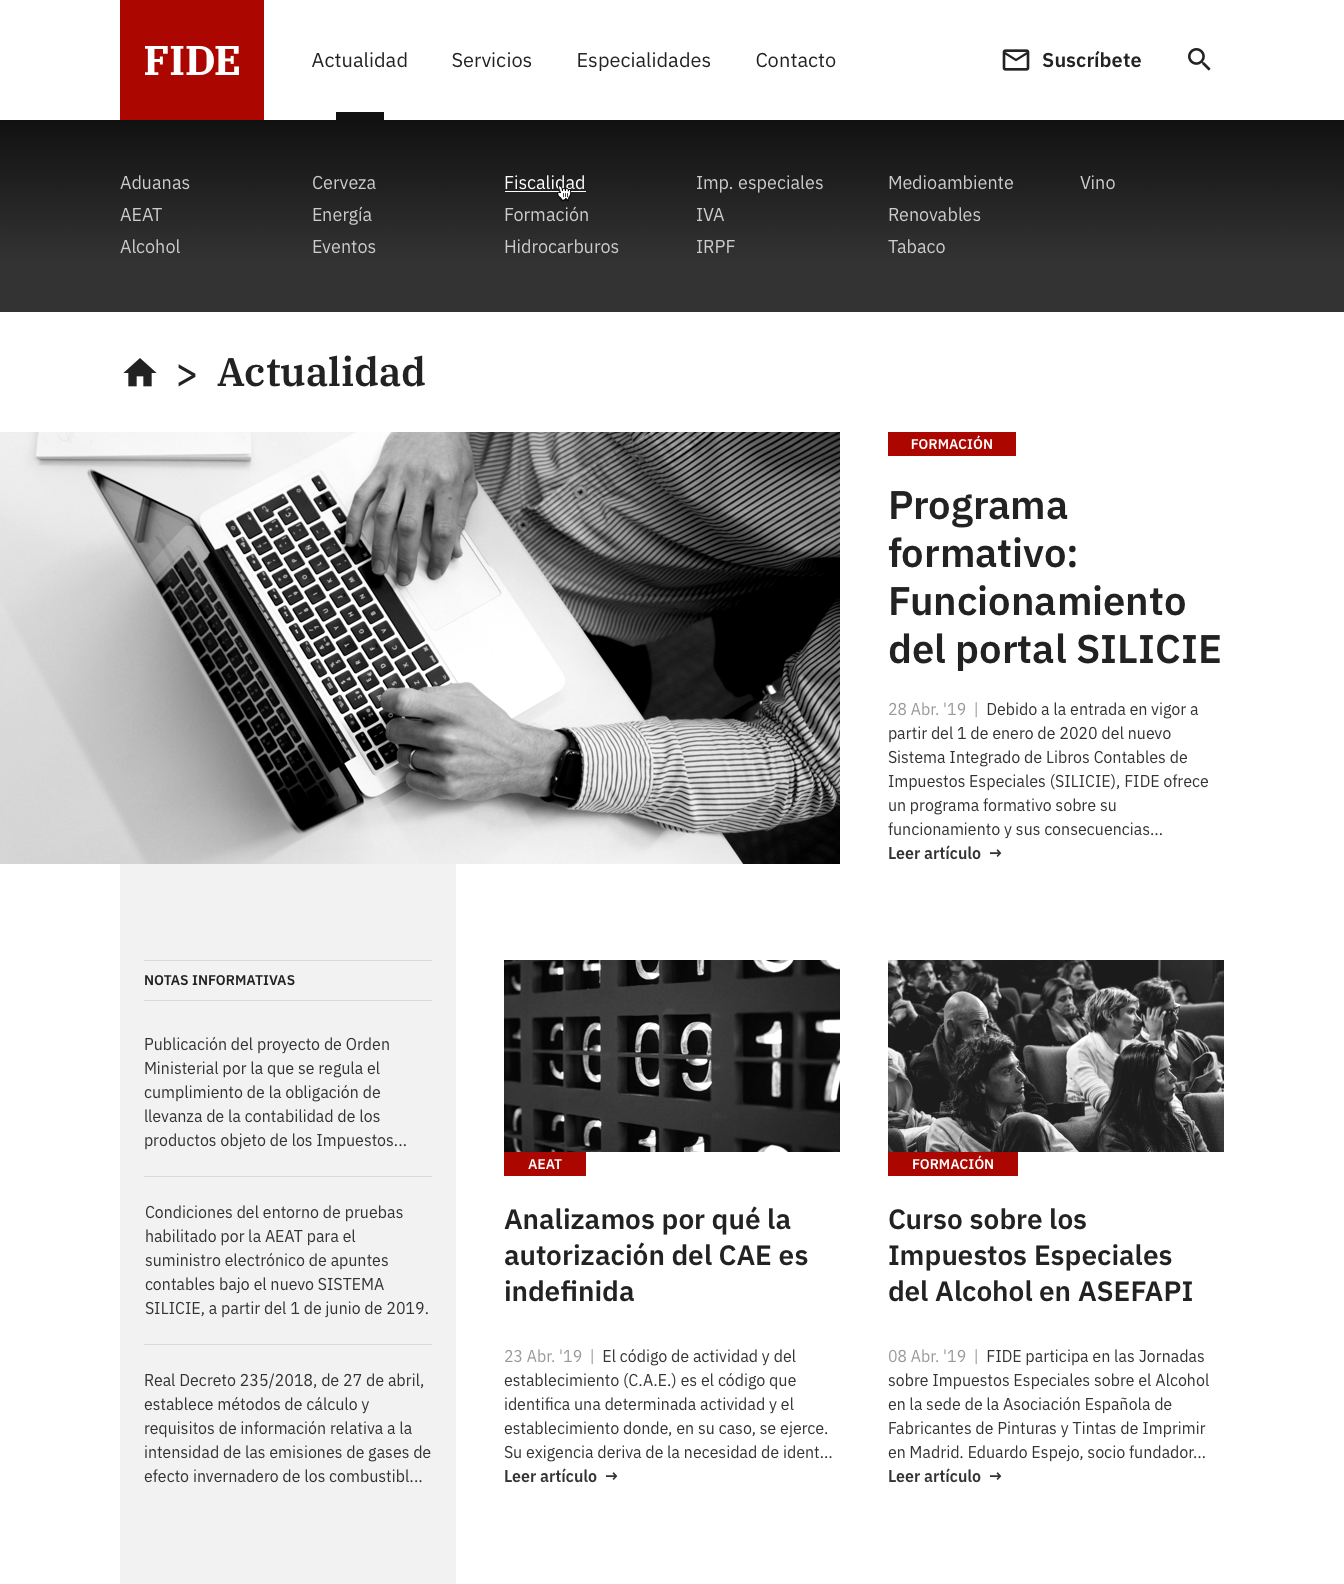 FIDE
Actualidad
Servicios
Especialidades
Contacto
Suscríbete
Aduanas
AEAT
Alcohol
Cerveza
Energía
Eventos
Fiscalidad
Formación
Hidrocarburos
Imp. especiales
IVA
IRPF
Medioambiente
Renovables
Tabaco
Vino
> Actualidad
FORMACIÓN
Programa
formativo:
Funcionamiento
del portal SILICIE
28 Abr. '19 | Debido a la entrada en vigor a
partir del 1 de enero de 2020 del nuevo
Sistema Integrado de Libros Contables de
Impuestos Especiales (SILICIE), FIDE ofrece
un programa formativo sobre su
funcionamiento y sus consecuencias...
Leer artículo →
NOTAS INFORMATIVAS
Publicación del proyecto de Orden
Ministerial por la que se regula el
cumplimiento de la obligación de
llevanza de la contabilidad de los
productos objeto de los Impuestos...
Condiciones del entorno de pruebas
habilitado por la AEAT para el
suministro electrónico de apuntes
contables bajo el nuevo SISTEMA
SILICIE, a partir del 1 de junio de 2019.
Real Decreto 235/2018, de 27 de abril,
establece métodos de cálculo y
requisitos de información relativa a la
intensidad de las emisiones de gases de
efecto invernadero de los combustibl...
36 09 17
AEAT
Analizamos por qué la
autorización del CAE es
indefinida
23 Abr. '19 | El código de actividad y del
establecimiento (C.A.E.) es el código que
identifica una determinada actividad y el
establecimiento donde, en su caso, se ejerce.
Su exigencia deriva de la necesidad de ident...
Leer artículo →
FORMACIÓN
Curso sobre los
Impuestos Especiales
del Alcohol en ASEFAPI
08 Abr. '19 | FIDE participa en las Jornadas
sobre Impuestos Especiales sobre el Alcohol
en la sede de la Asociación Española de
Fabricantes de Pinturas y Tintas de Imprimir
en Madrid. Eduardo Espejo, socio fundador...
Leer artículo →